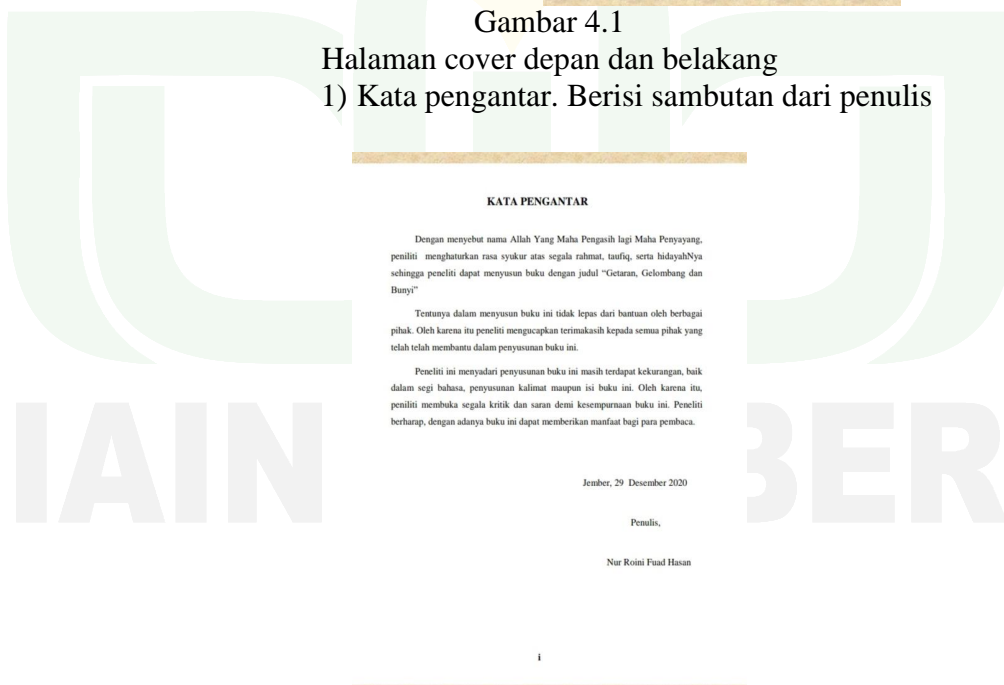 Gambar 4.1
Halaman cover depan dan belakang
1) Kata pengantar. Berisi sambutan dari penulis
KATA PENGANTAR
Dengan menyebut nama Allah Yang Maha Pengasih lagi Maha Penyayang,
peniliti menghaturkan rasa syukur atas segala rahmat, taufiq, serta hidayahNya
sehingga peneliti dapat menyusun buku dengan judul “Getaran, Gelombang dan
Bunyi”
Tentunya dalam menyusun buku ini tidak lepas dari bantuan oleh berbagai
pihak. Oleh karena itu peneliti mengucapkan terimakasih kepada semua pihak yang
telah telah membantu dalam penyusunan buku ini.
Peneliti ini menyadari penyusunan buku ini masih terdapat kekurangan, baik
dalam segi bahasa, penyusunan kalimat maupun isi buku ini. Oleh karena itu,
peniliti membuka segala kritik dan saran demi kesempurnaan buku ini. Peneliti
berharap, dengan adanya buku ini dapat memberikan manfaat bagi para pembaca.
IAIN BER
Jember, 29 Desember 2020
Penulis,
Nur Roini Fuad Hasan
i